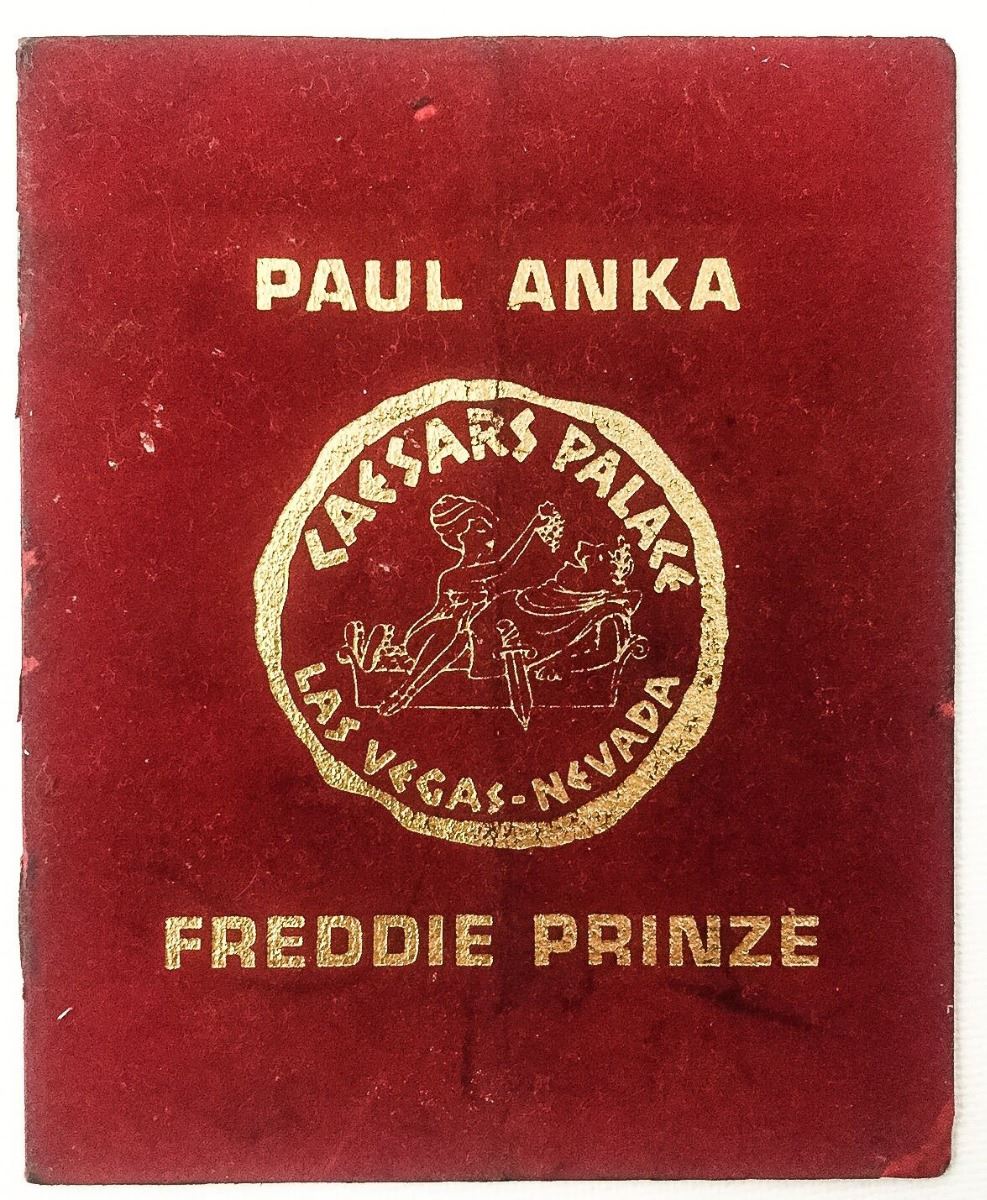 PAUL ANKA
CAESARS PALACE
LAS VEGAS-NEVADA
FREDDIE PRINZE